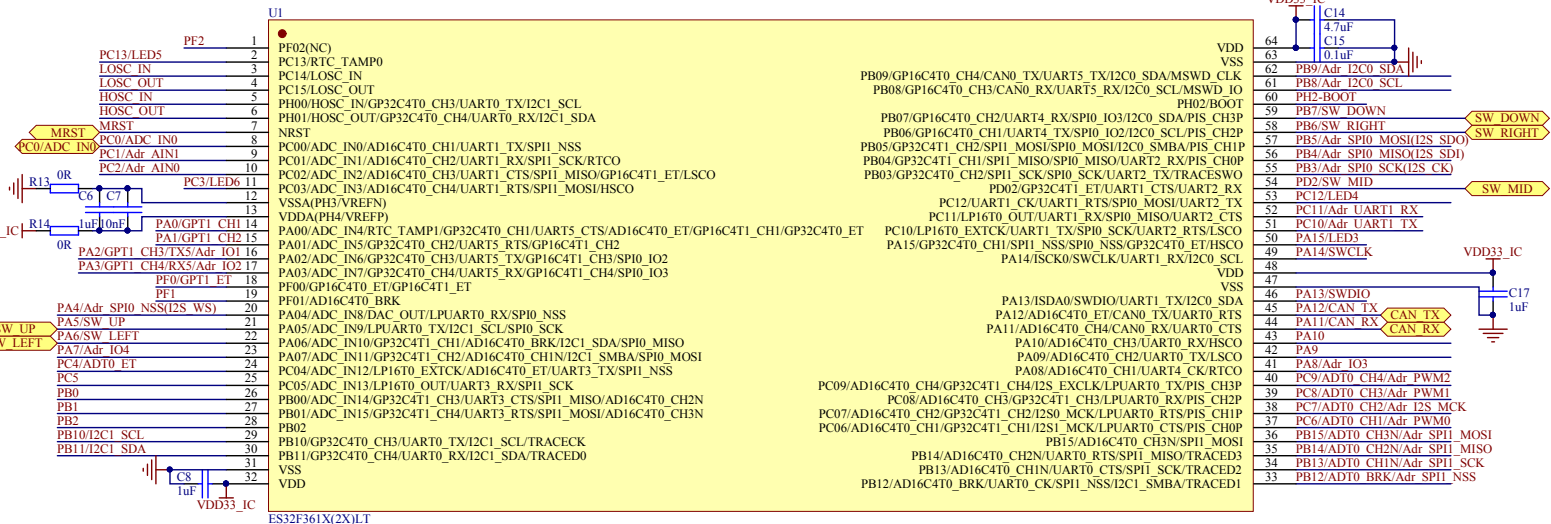 U1
VDD33_IC
C14
4.7uF
C15
0.1uF
PF2 1 PF02(NC)
PC13/LED5 2 PC13/RTC_TAMP0
LOSC_IN 3 PC14/LOSC_IN
LOSC_OUT 4 PC15/LOSC_OUT
HOSC_IN 5 PH00/HOSC_IN/GP32C4T0_CH3/UART0_TX/I2C1_SCL
HOSC_OUT 6 PH01/HOSC_OUT/GP32C4T0_CH4/UART0_RX/I2C1_SDA
MRST MRST 7 NRST
PC0/ADC_IN0 PC0/ADC_IN0 8 PC00/ADC_IN0/AD16C4T0_CH1/UART1_TX/SPI1_NSS
PC1/Adr_AIN1 9 PC01/ADC_IN1/AD16C4T0_CH2/UART1_RX/SPI1_SCK/RTCO
PC2/Adr_AIN0 10 PC02/ADC_IN2/AD16C4T0_CH3/UART1_CTS/SPI1_MISO/GP16C4T1_ET/LSCO
PC3/LED6 11 PC03/ADC_IN3/AD16C4T0_CH4/UART1_RTS/SPI1_MOSI/HSCO
R13 0R
C6 C7
12 VSSA(PH3/VREFN)
13 VDDA(PH4/VREFP)
_IC R14 0R
1uF 10nF
PA0/GPT1_CH1 14 PA00/ADC_IN4/RTC_TAMP1/GP32C4T0_CH1/UART5_CTS/AD16C4T0_ET/GP16C4T1_CH1/GP32C4T0_ET
PA1/GPT1_CH2 15 PA01/ADC_IN5/GP32C4T0_CH2/UART5_RTS/GP16C4T1_CH2
PA2/GPT1_CH3/TX5/Adr_IO1 16 PA02/ADC_IN6/GP32C4T0_CH3/UART5_TX/GP16C4T1_CH3/SPI0_IO2
PA3/GPT1_CH4/RX5/Adr_IO2 17 PA03/ADC_IN7/GP32C4T0_CH4/UART5_RX/GP16C4T1_CH4/SPI0_IO3
PF0/GPT1_ET 18 PF00/GP16C4T0_ET/GP16C4T1_ET
PF1 19 PF01/AD16C4T0_BRK
PA4/Adr_SPI0_NSS(I2S_WS) 20 PA04/ADC_IN8/DAC_OUT/LPUART0_RX/SPI0_NSS
SW_UP PA5/SW_UP 21 PA05/ADC_IN9/LPUART0_TX/I2C1_SCL/SPI0_SCK
W_LEFT PA6/SW_LEFT 22 PA06/ADC_IN10/GP32C4T1_CH1/AD16C4T0_BRK/I2C1_SDA/SPI0_MISO
PA7/Adr_IO4 23 PA07/ADC_IN11/GP32C4T1_CH2/AD16C4T0_CH1N/I2C1_SMBA/SPI0_MOSI
PC4/ADT0_ET 24 PC04/ADC_IN12/LP16T0_EXTCK/AD16C4T0_ET/UART3_TX/SPI1_NSS
PC5 25 PC05/ADC_IN13/LP16T0_OUT/UART3_RX/SPI1_SCK
PB0 26 PB00/ADC_IN14/GP32C4T1_CH3/UART3_CTS/SPI1_MISO/AD16C4T0_CH2N
PB1 27 PB01/ADC_IN15/GP32C4T1_CH4/UART3_RTS/SPI1_MOSI/AD16C4T0_CH3N
PB2 28 PB02
PB10/I2C1_SCL 29 PB10/GP32C4T0_CH3/UART0_TX/I2C1_SCL/TRACECK
PB11/I2C1_SDA 30 PB11/GP32C4T0_CH4/UART0_RX/I2C1_SDA/TRACED0
31 VSS
32 VDD
C8
1uF
VDD33_IC
VDD 64
VSS 63
PB09/GP16C4T0_CH4/CAN0_TX/UART5_TX/I2C0_SDA/MSWD_CLK 62 PB9/Adr_I2C0_SDA
PB08/GP16C4T0_CH3/CAN0_RX/UART5_RX/I2C0_SCL/MSWD_IO 61 PB8/Adr_I2C0_SCL
PH02/BOOT 60 PH2-BOOT
PB07/GP16C4T0_CH2/UART4_RX/SPI0_IO3/I2C0_SDA/PIS_CH3P 59 PB7/SW_DOWN SW_DOWN
PB06/GP16C4T0_CH1/UART4_TX/SPI0_IO2/I2C0_SCL/PIS_CH2P 58 PB6/SW_RIGHT SW_RIGHT
PB05/GP32C4T1_CH2/SPI1_MOSI/SPI0_MOSI/I2C0_SMBA/PIS_CH1P 57 PB5/Adr_SPI0_MOSI(I2S_SDO)
PB04/GP32C4T1_CH1/SPI1_MISO/SPI0_MISO/UART2_RX/PIS_CH0P 56 PB4/Adr_SPI0_MISO(I2S_SDI)
PB03/GP32C4T0_CH2/SPI1_SCK/SPI0_SCK/UART2_TX/TRACESWO 55 PB3/Adr_SPI0_SCK(I2S_CK)
PD02/GP32C4T1_ET/UART1_CTS/UART2_RX 54 PD2/SW_MID SW_MID
PC12/UART1_CK/UART1_RTS/SPI0_MOSI/UART2_TX 53 PC12/LED4
PC11/LP16T0_OUT/UART1_RX/SPI0_MISO/UART2_CTS 52 PC11/Adr_UART1_RX
PC10/LP16T0_EXTCK/UART1_TX/SPI0_SCK/UART2_RTS/LSCO 51 PC10/Adr_UART1_TX
PA15/GP32C4T0_CH1/SPI1_NSS/SPI0_NSS/GP32C4T0_ET/HSCO 50 PA15/LED3
PA14/ISCK0/SWCLK/UART1_RX/I2C0_SCL 49 PA14/SWCLK
VDD 48 VDD33_IC
VSS 47
C17
1uF
PA13/ISDA0/SWDIO/UART1_TX/I2C0_SDA 46 PA13/SWDIO
PA12/AD16C4T0_ET/CAN0_TX/UART0_RTS 45 PA12/CAN_TX CAN_TX
PA11/AD16C4T0_CH4/CAN0_RX/UART0_CTS 44 PA11/CAN_RX CAN_RX
PA10/AD16C4T0_CH3/UART0_RX/HSCO 43 PA10
PA09/AD16C4T0_CH2/UART0_TX/LSCO 42 PA9
PA08/AD16C4T0_CH1/UART4_CK/RTCO 41 PA8/Adr_IO3
PC09/AD16C4T0_CH4/GP32C4T1_CH4/I2S_EXCLK/LPUART0_TX/PIS_CH3P 40 PC9/ADT0_CH4/Adr_PWM2
PC08/AD16C4T0_CH3/GP32C4T1_CH3/LPUART0_RX/PIS_CH2P 39 PC8/ADT0_CH3/Adr_PWM1
PC07/AD16C4T0_CH2/GP32C4T1_CH2/I2S0_MCK/LPUART0_RTS/PIS_CH1P 38 PC7/ADT0_CH2/Adr_I2S_MCK
PC06/AD16C4T0_CH1/GP32C4T1_CH1/I2S1_MCK/LPUART0_CTS/PIS_CH0P 37 PC6/ADT0_CH1/Adr_PWM0
PB15/AD16C4T0_CH3N/SPI1_MOSI 36 PB15/ADT0_CH3N/Adr_SPI1_MOSI
PB14/AD16C4T0_CH2N/UART0_RTS/SPI1_MISO/TRACED3 35 PB14/ADT0_CH2N/Adr_SPI1_MISO
PB13/AD16C4T0_CH1N/UART0_CTS/SPI1_SCK/TRACED2 34 PB13/ADT0_CH1N/Adr_SPI1_SCK
PB12/AD16C4T0_BRK/UART0_CK/SPI1_NSS/I2C1_SMBA/TRACED1 33 PB12/ADT0_BRK/Adr_SPI1_NSS
ES32F361X(2X)LT